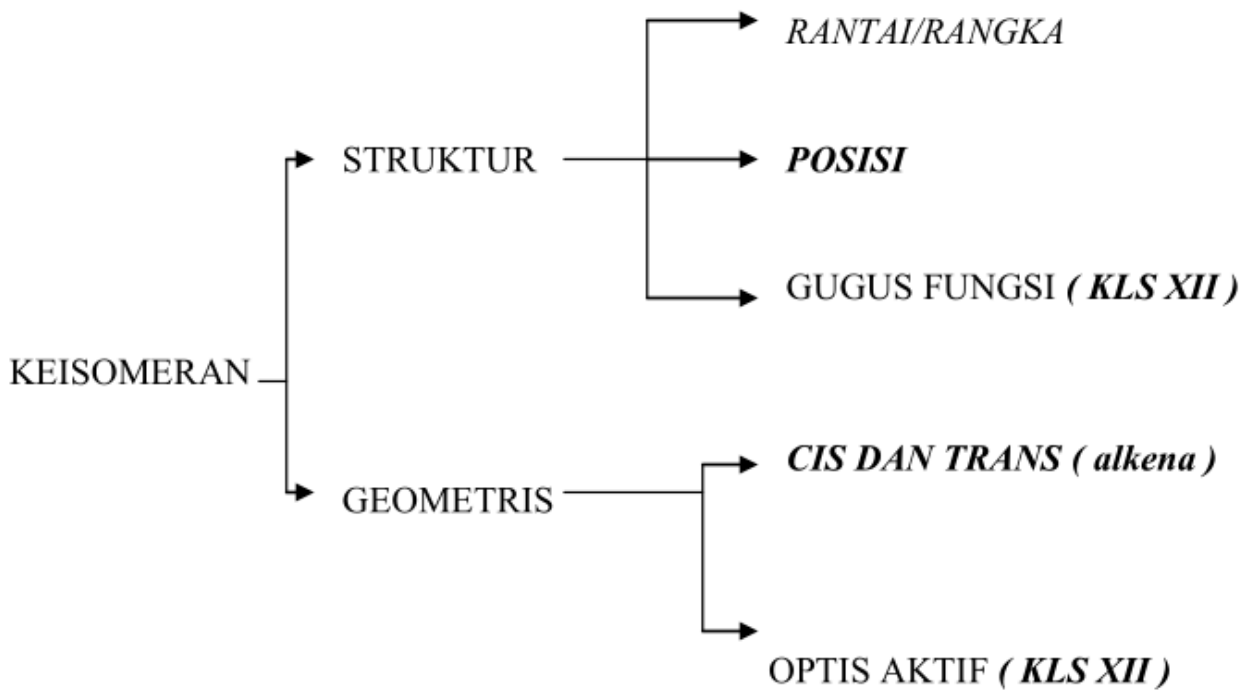 RANTAI/RANGKA
STRUKTUR
POSISI
GUGUS FUNGSI ( KLS XII )
KEISOMERAN
CIS DAN TRANS ( alkena )
GEOMETRIS
OPTIS AKTIF ( KLS XII )